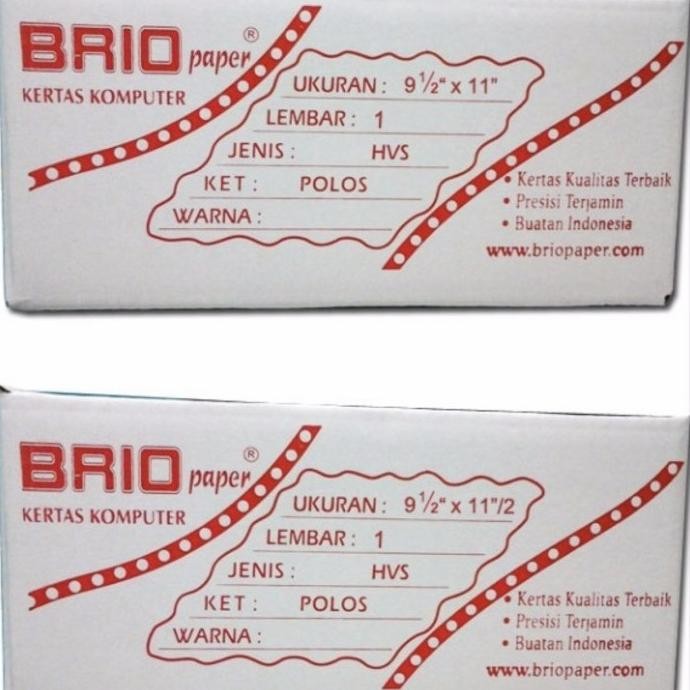 BRIO paper®
KERTAS KOMPUTER
UKURAN : 9 1/2" x 11"
LEMBAR : 1
JENIS : HVS
KET : POLOS
WARNA :
• Kertas Kualitas Terbaik
• Presisi Terjamin
• Buatan Indonesia
www.briopaper.com
BRIO paper®
KERTAS KOMPUTER
UKURAN : 9 1/2" x 11"/2
LEMBAR : 1
JENIS : HVS
KET : POLOS
WARNA :
• Kertas Kualitas Terbaik
• Presisi Terjamin
• Buatan Indonesia
www.briopaper.com